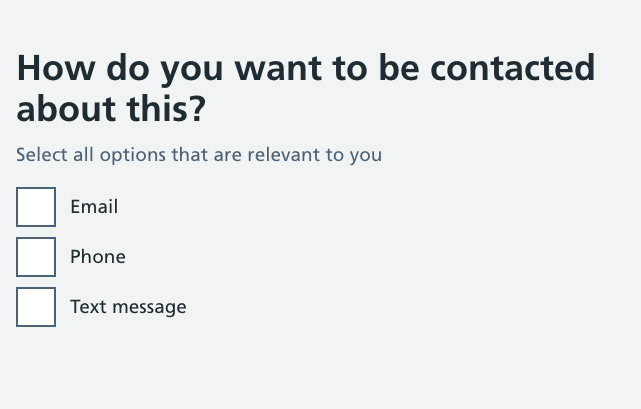 How do you want to be contacted
about this?
Select all options that are relevant to you
Email
Phone
Text message